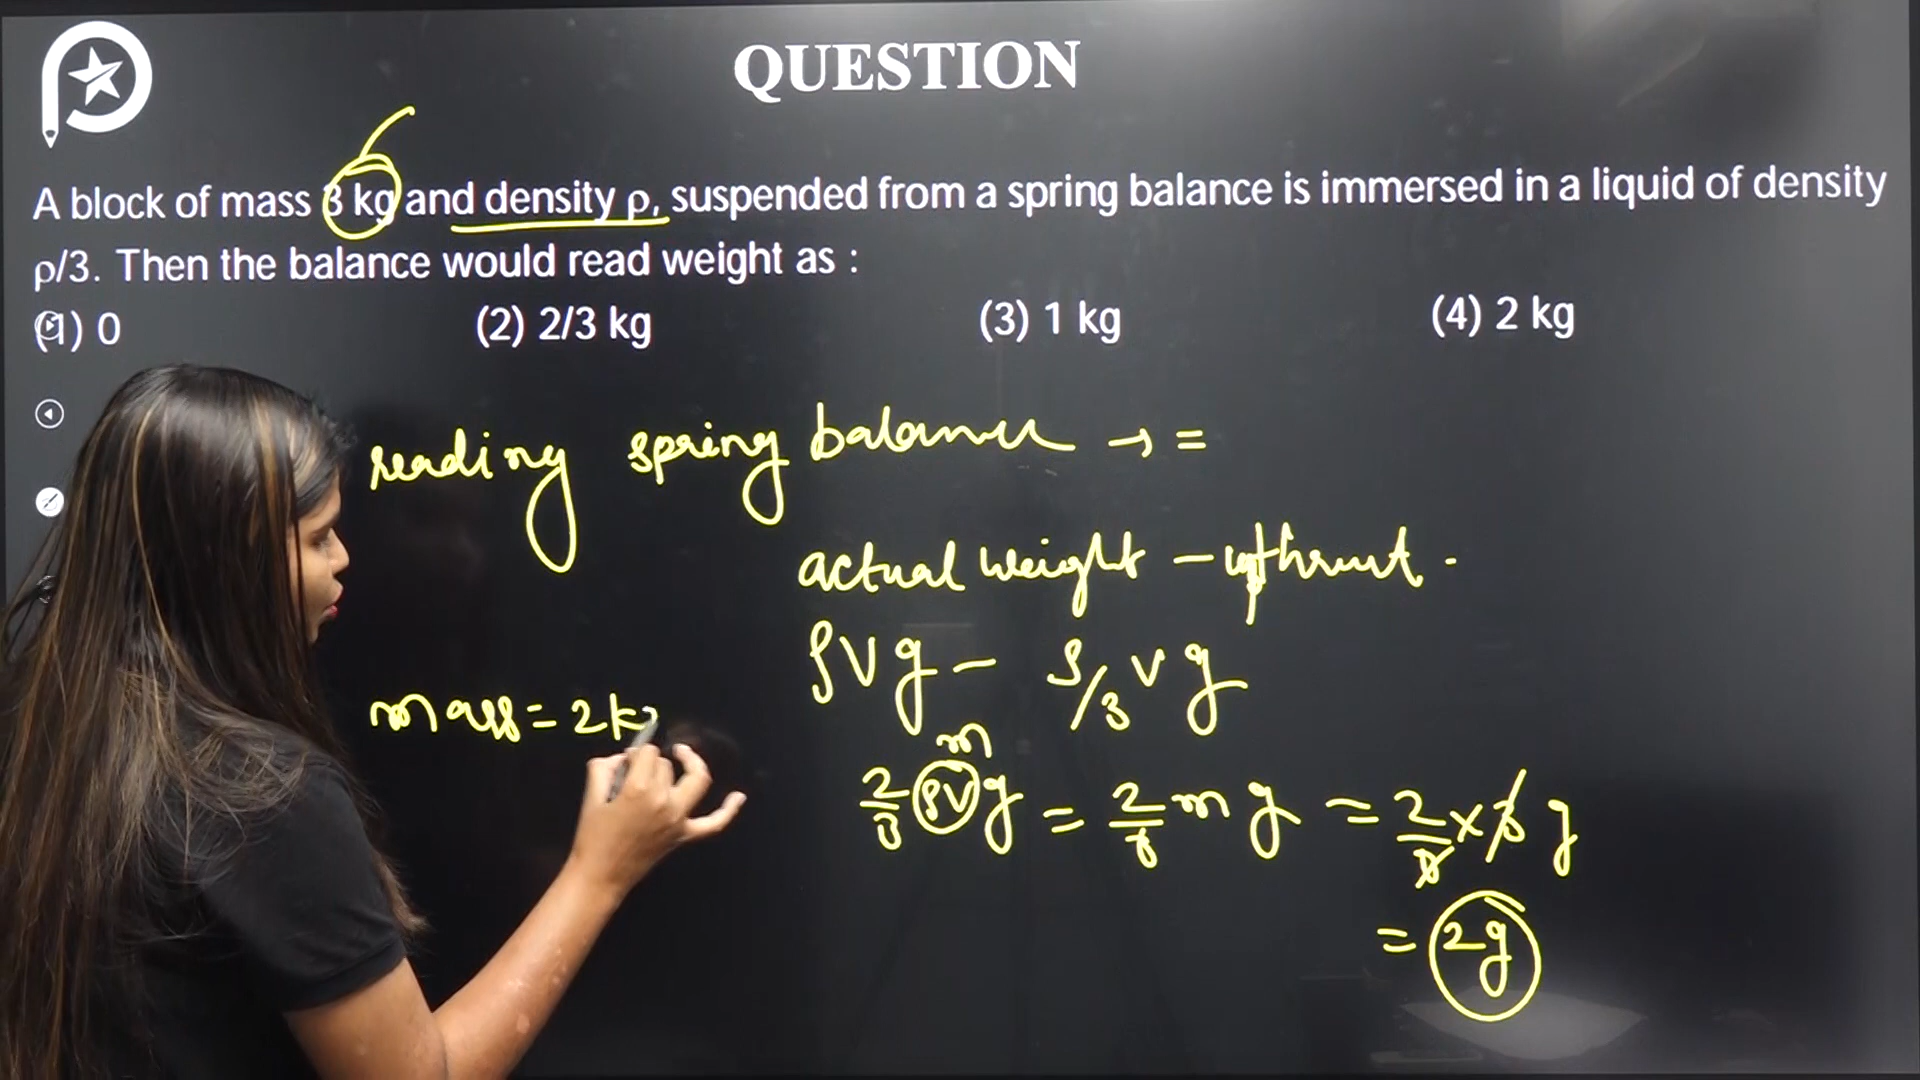 QUESTION
A block of mass 3 kg and density ρ, suspended from a spring balance is immersed in a liquid of density
ρ/3. Then the balance would read weight as :
(1) 0 (2) 2/3 kg (3) 1 kg (4) 2 kg
reading spring balance → =
actual weight - upthrust.
ρVg - ρ/3 V g
mass = 2k
m
2/3 ρV g = 2/3 m g = 2/3 × 3 g
= 2g